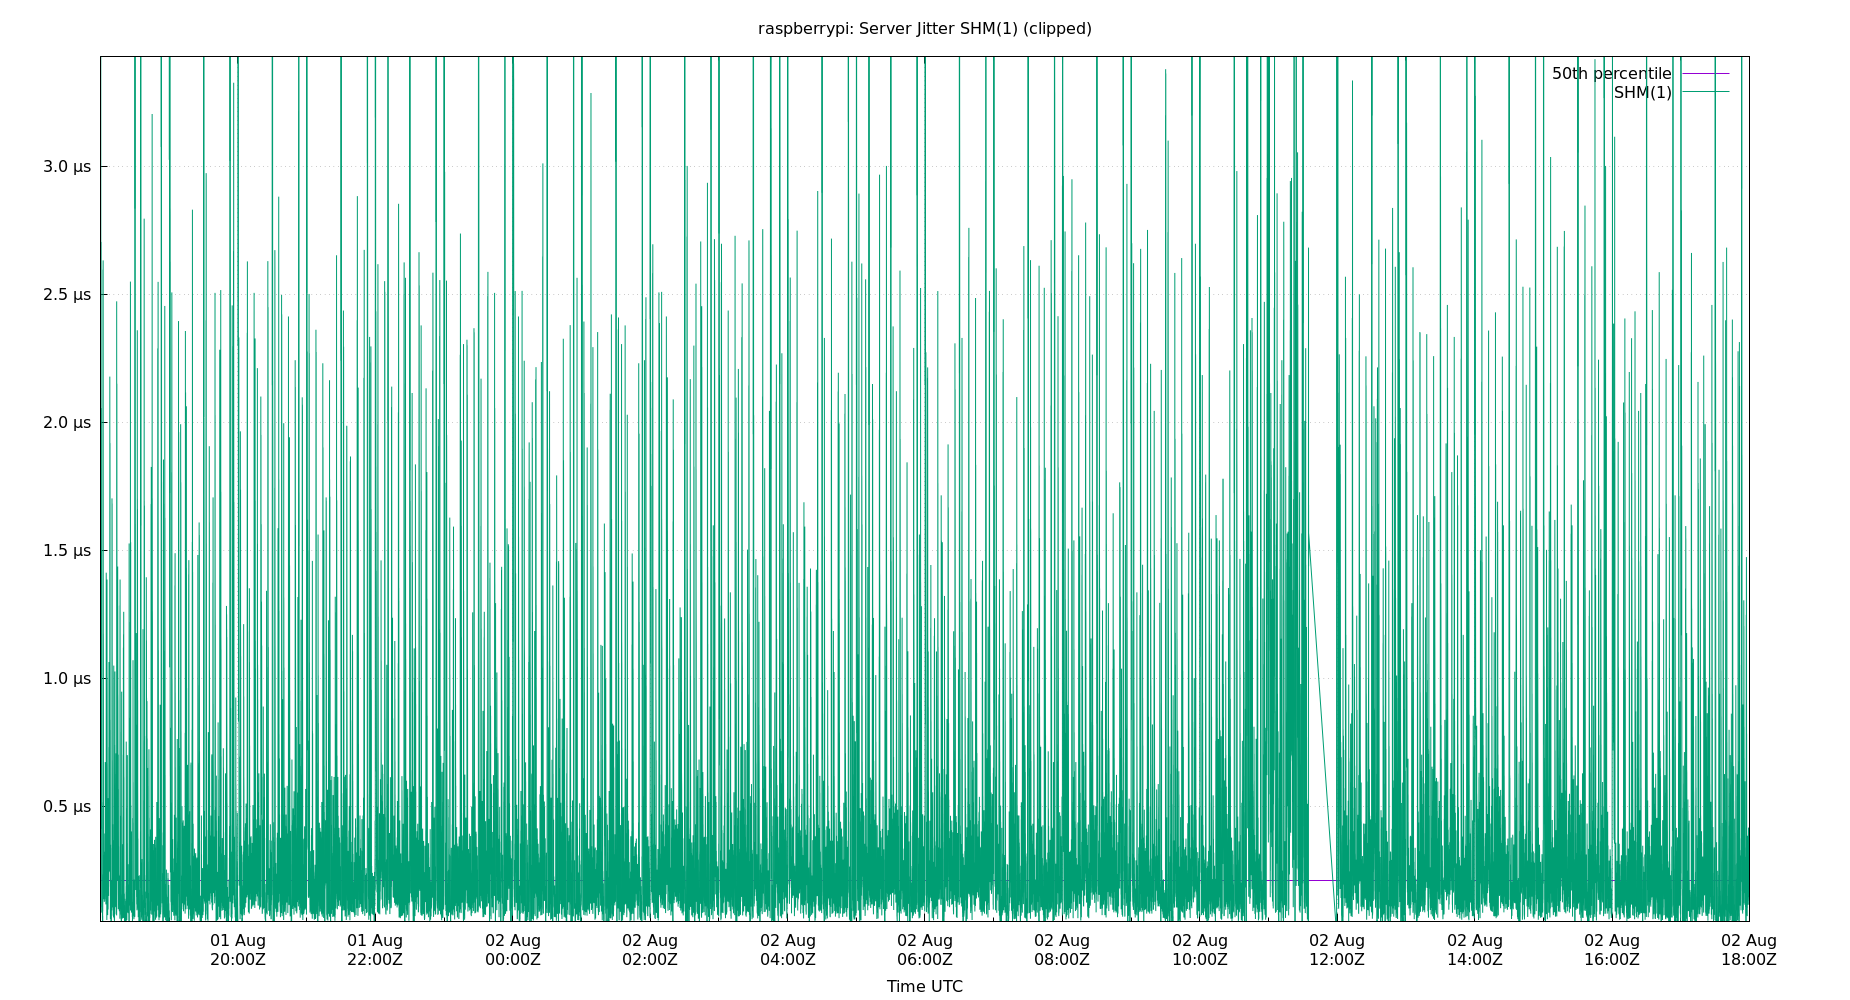 raspberrypi: Server Jitter SHM(1) (clipped)
50th percentile
SHM(1)
3.0 μs
2.5 μs
2.0 μs
1.5 μs
1.0 μs
0.5 μs
01 Aug 01 Aug 02 Aug 02 Aug 02 Aug 02 Aug 02 Aug 02 Aug 02 Aug 02 Aug 02 Aug 02 Aug
20:00Z 22:00Z 00:00Z 02:00Z 04:00Z 06:00Z 08:00Z 10:00Z 12:00Z 14:00Z 16:00Z 18:00Z
Time UTC